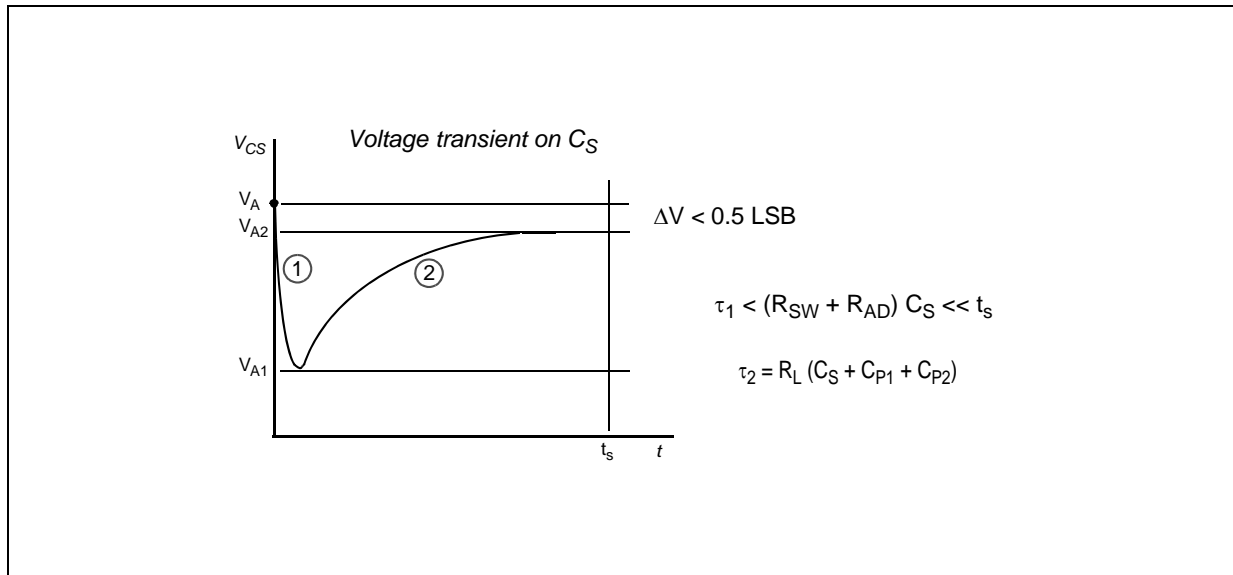 Voltage transient on C_S
V_CS
V_A
ΔV < 0.5 LSB
V_A2
1
2
τ_1 < (R_SW + R_AD) C_S << t_s
V_A1
τ_2 = R_L (C_S + C_P1 + C_P2)
t_s
t